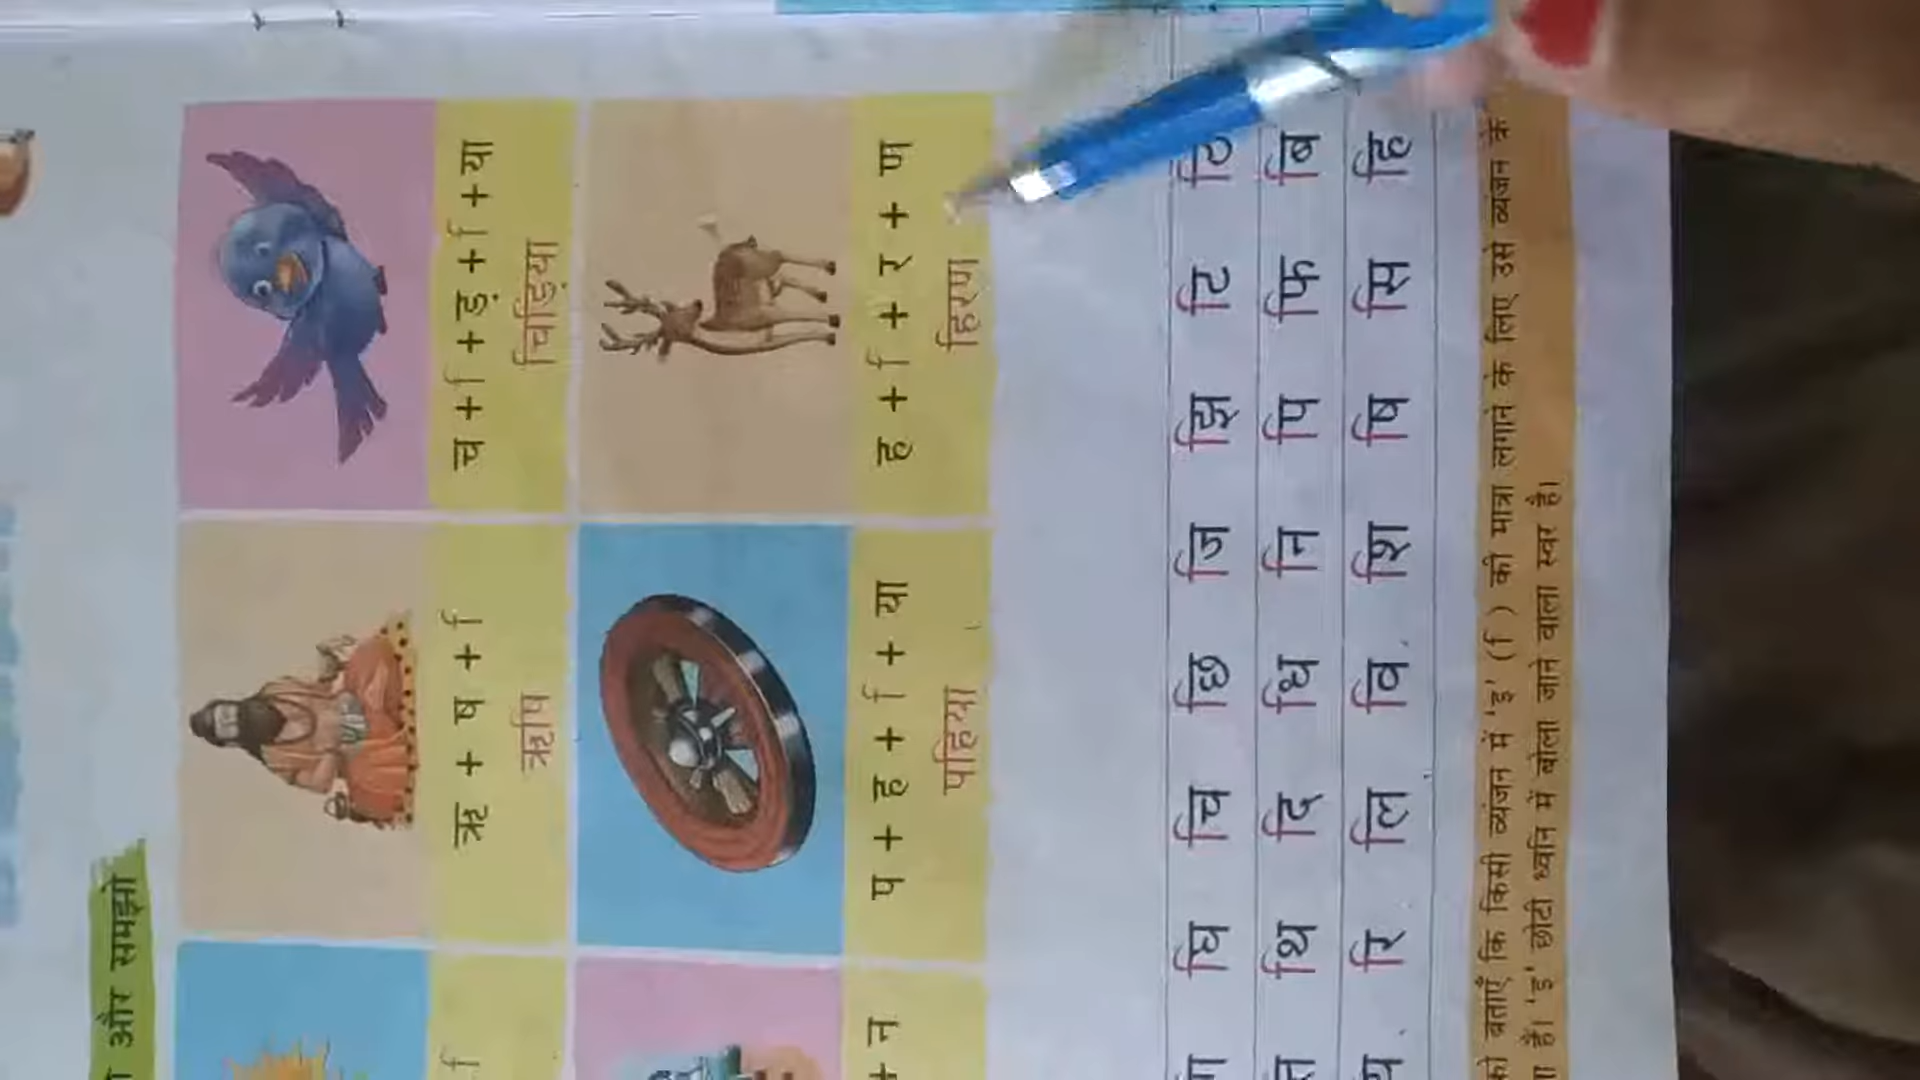 और समझो
ऋ + ष + ि
च + ि + ड़ + ि + या
ऋषि
चिड़िया
+ न
प + ह + ि + या
ह + ि + र + ण
पहिया
हिरण
घि चि छि जि झि टि ठि
थि दि धि नि पि फि बि
रि लि वि शि षि सि हि
बताएँ कि किसी व्यंजन में 'इ' ( ि ) की मात्रा लगाने के लिए उसे व्यंजन के
है। 'इ' छोटी ध्वनि में बोला जाने वाला स्वर है।